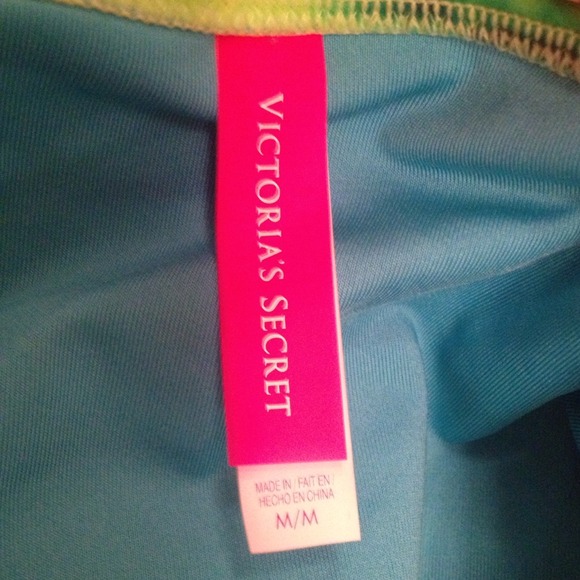 VICTORIA'S SECRET
MADE IN / FAIT EN /
HECHO EN CHINA
M/M